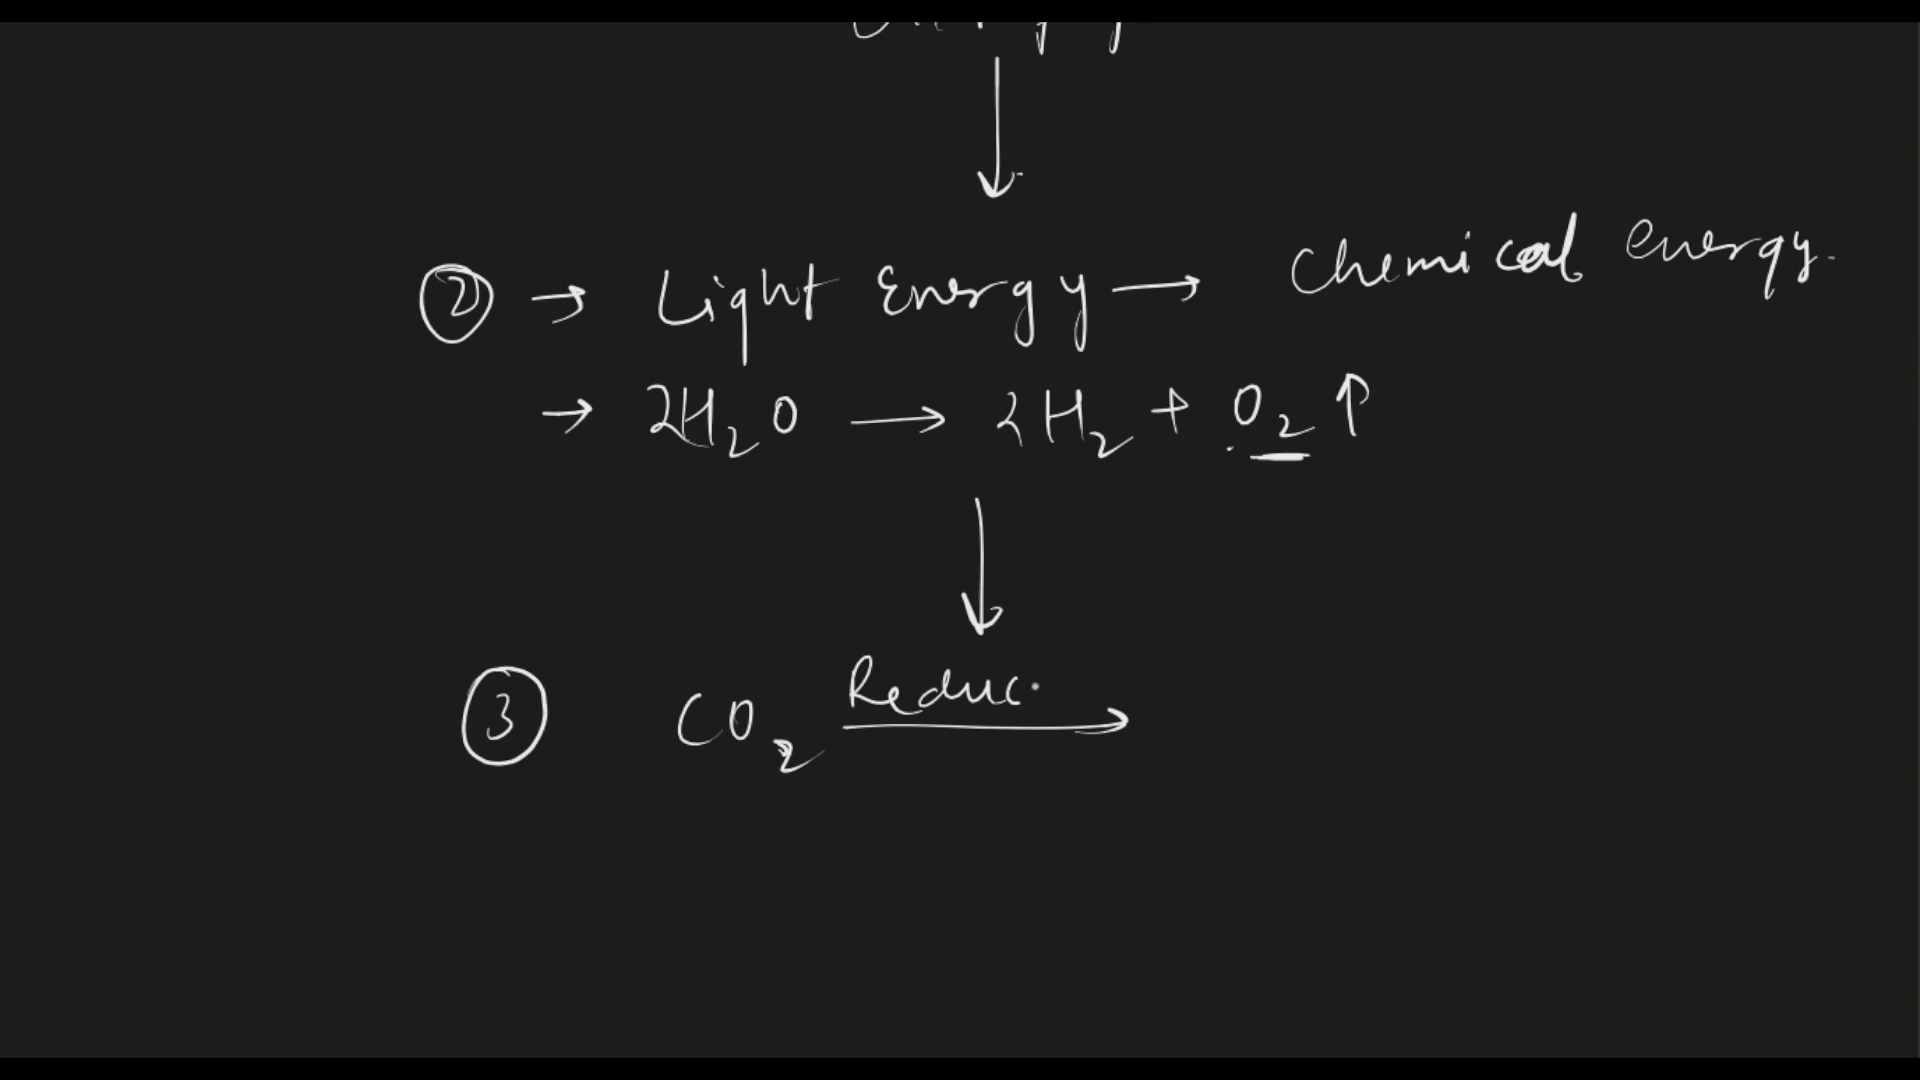 ② → Light Energy → Chemical energy.
→ 2H₂O → 2H₂ + O₂ ↑
③ CO₂ Reduc